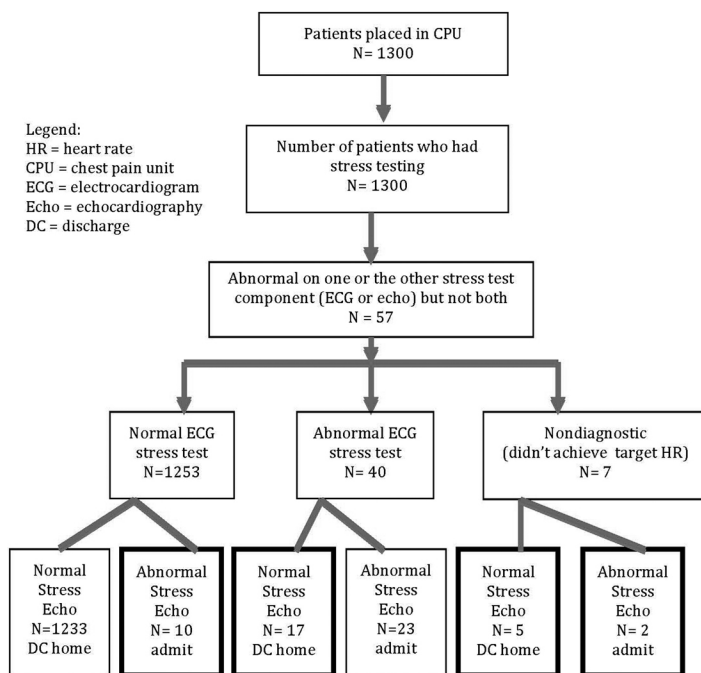 Patients placed in CPU
N= 1300
Legend:
HR = heart rate
CPU = chest pain unit
ECG = electrocardiogram
Echo = echocardiography
DC = discharge
Number of patients who had
stress testing
N= 1300
Abnormal on one or the other stress test
component (ECG or echo) but not both
N = 57
Normal ECG
stress test
N=1253
Abnormal ECG
stress test
N= 40
Nondiagnostic
(didn't achieve target HR)
N= 7
Normal
Stress
Echo
N=1233
DC home
Abnormal
Stress
Echo
N= 10
admit
Normal
Stress
Echo
N= 17
DC home
Abnormal
Stress
Echo
N=23
admit
Normal
Stress
Echo
N= 5
DC home
Abnormal
Stress
Echo
N= 2
admit